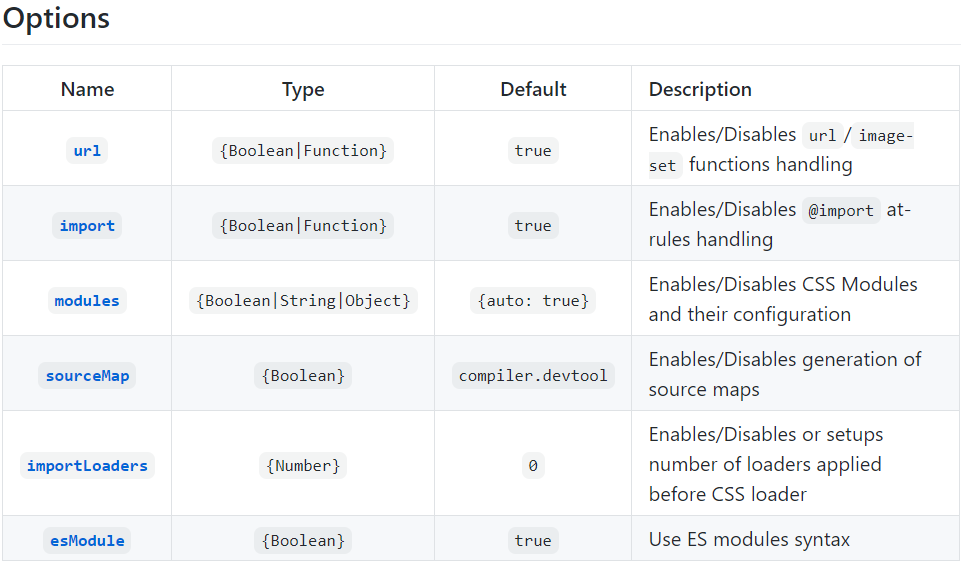 Options
Name Type Default Description
url {Boolean|Function} true Enables/Disables url/image-
set functions handling
import {Boolean|Function} true Enables/Disables @import at-
rules handling
modules {Boolean|String|Object} {auto: true} Enables/Disables CSS Modules
and their configuration
sourceMap {Boolean} compiler.devtool Enables/Disables generation of
source maps
importLoaders {Number} 0 Enables/Disables or setups
number of loaders applied
before CSS loader
esModule {Boolean} true Use ES modules syntax